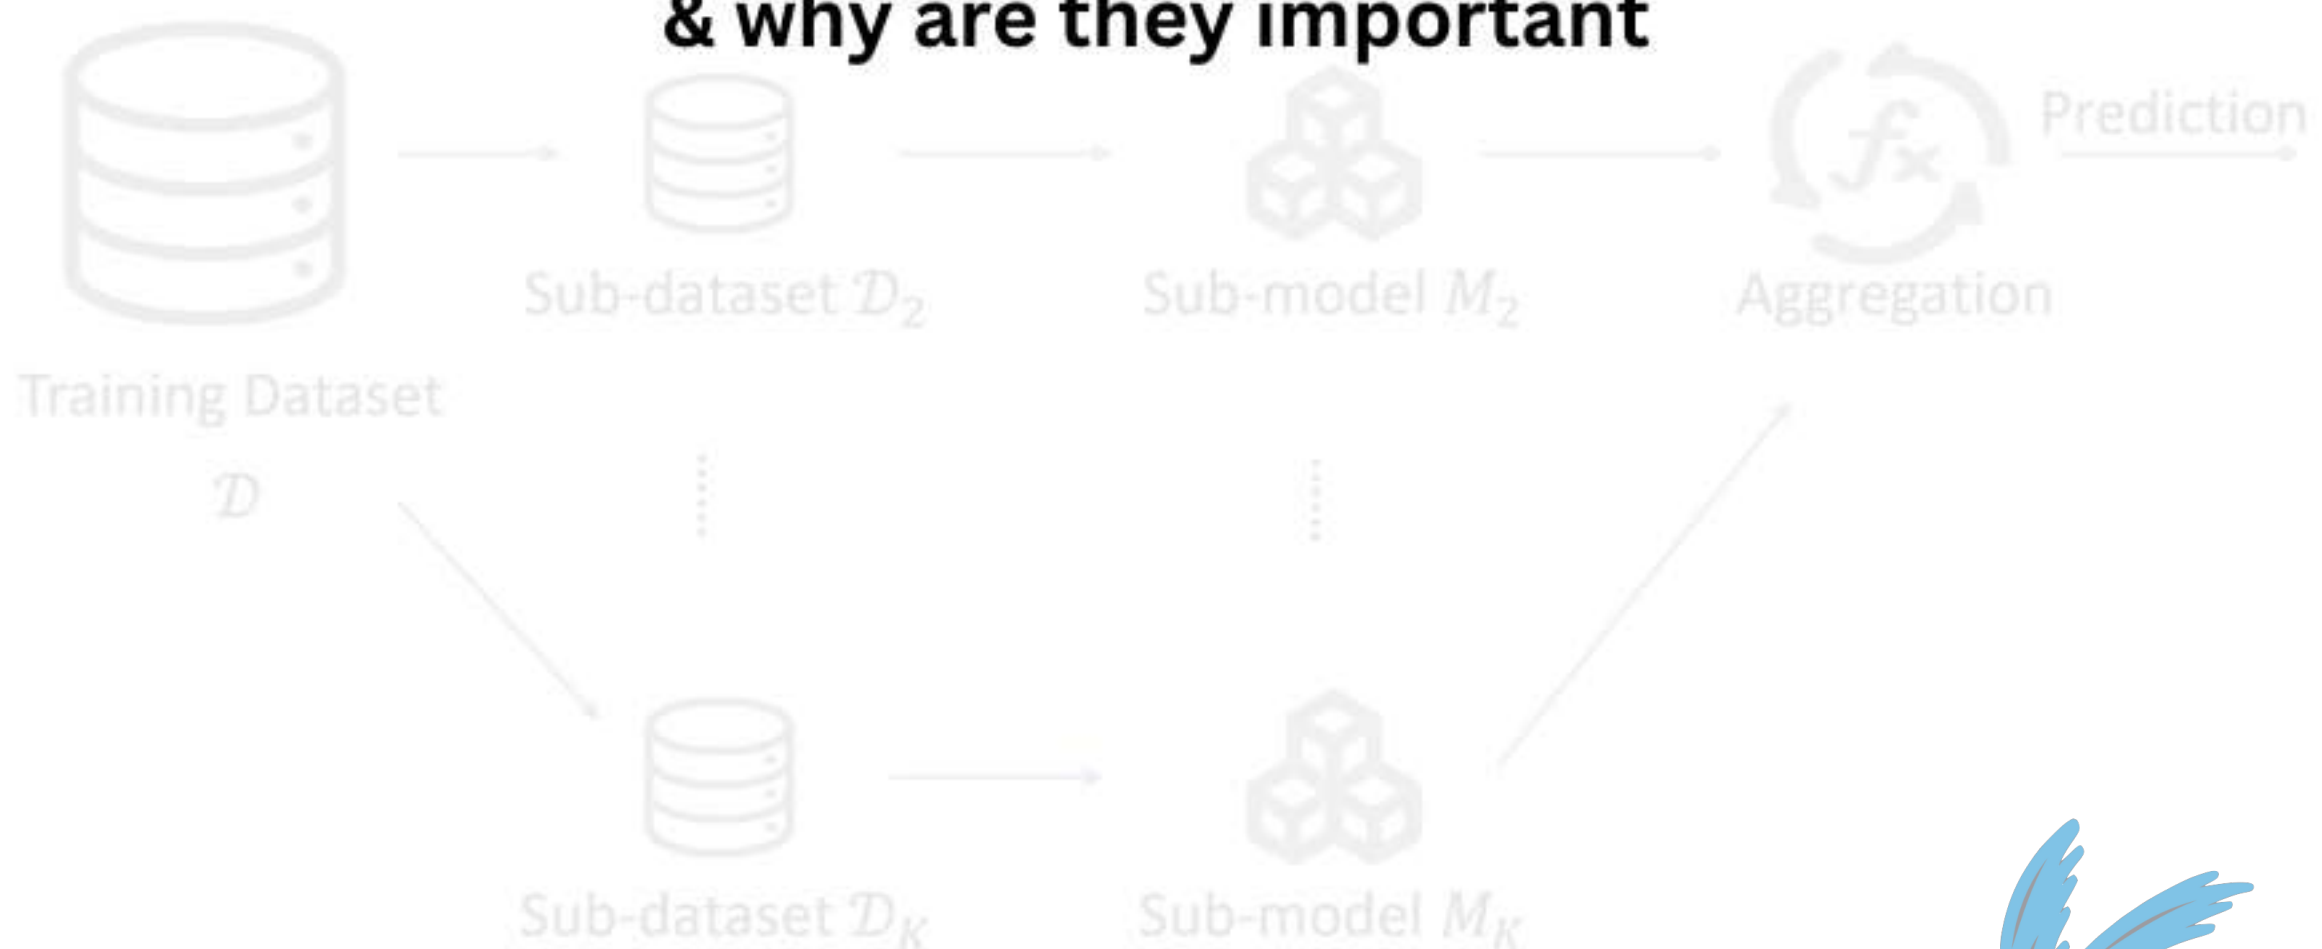 & why are they important
Prediction
fx
Sub-dataset 𝒟₂
Sub-model M₂
Aggregation
Training Dataset
𝒟
Sub-dataset 𝒟_K
Sub-model M_K